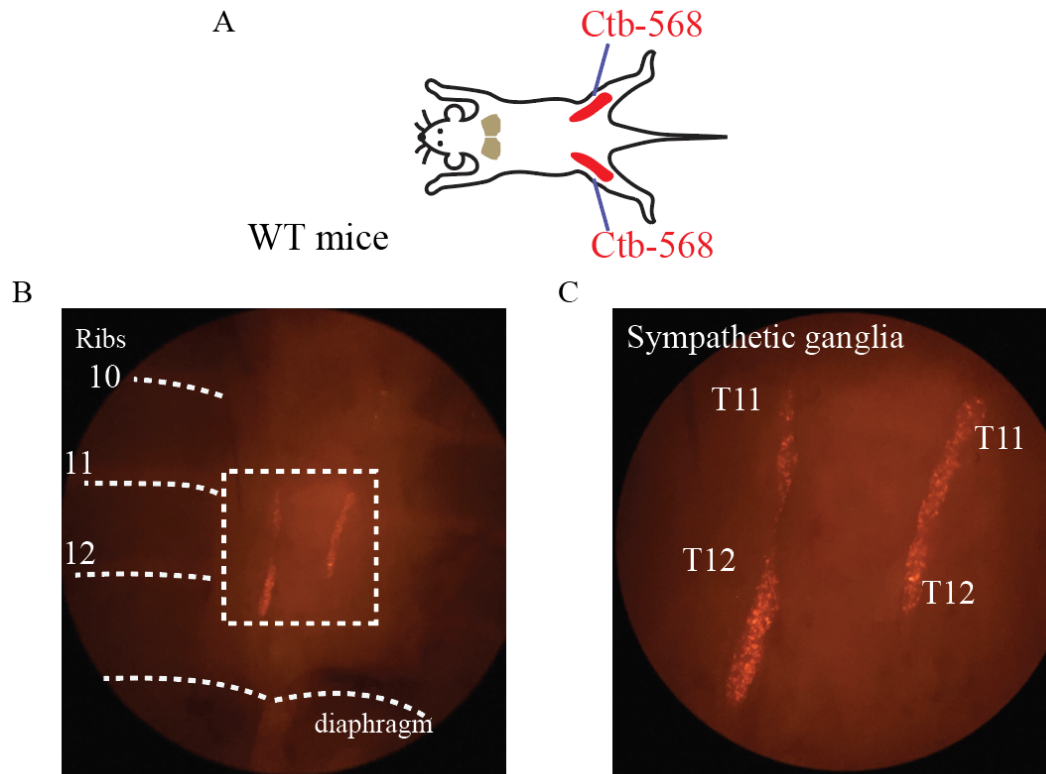 A
Ctb-568
Ctb-568
WT mice
B
C
Ribs
10
11
12
diaphragm
Sympathetic ganglia
T11
T11
T12
T12